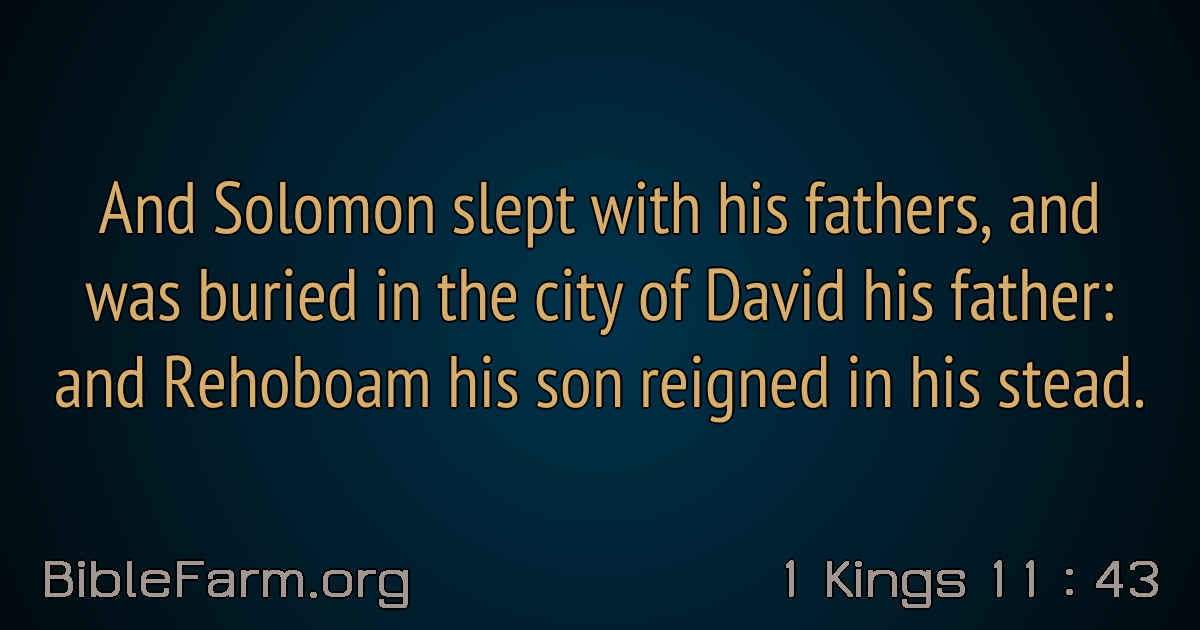 And Solomon slept with his fathers, and
was buried in the city of David his father:
and Rehoboam his son reigned in his stead.
BibleFarm.org
1 Kings 11 : 43